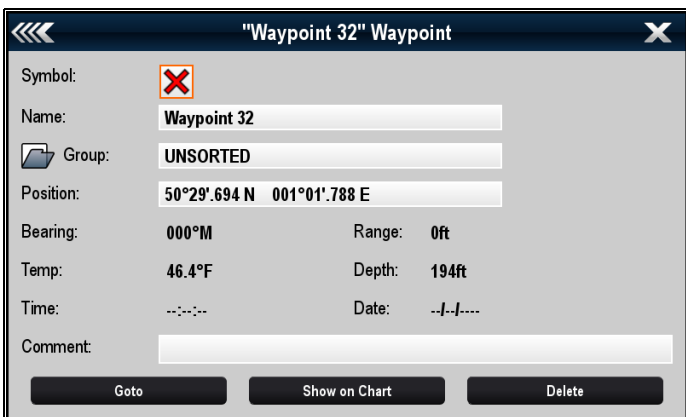 "Waypoint 32" Waypoint
Symbol:
Name: Waypoint 32
Group: UNSORTED
Position: 50°29'.694 N 001°01'.788 E
Bearing: 000°M Range: 0ft
Temp: 46.4°F Depth: 194ft
Time: --:--:-- Date: --/--/----
Comment:
Goto Show on Chart Delete